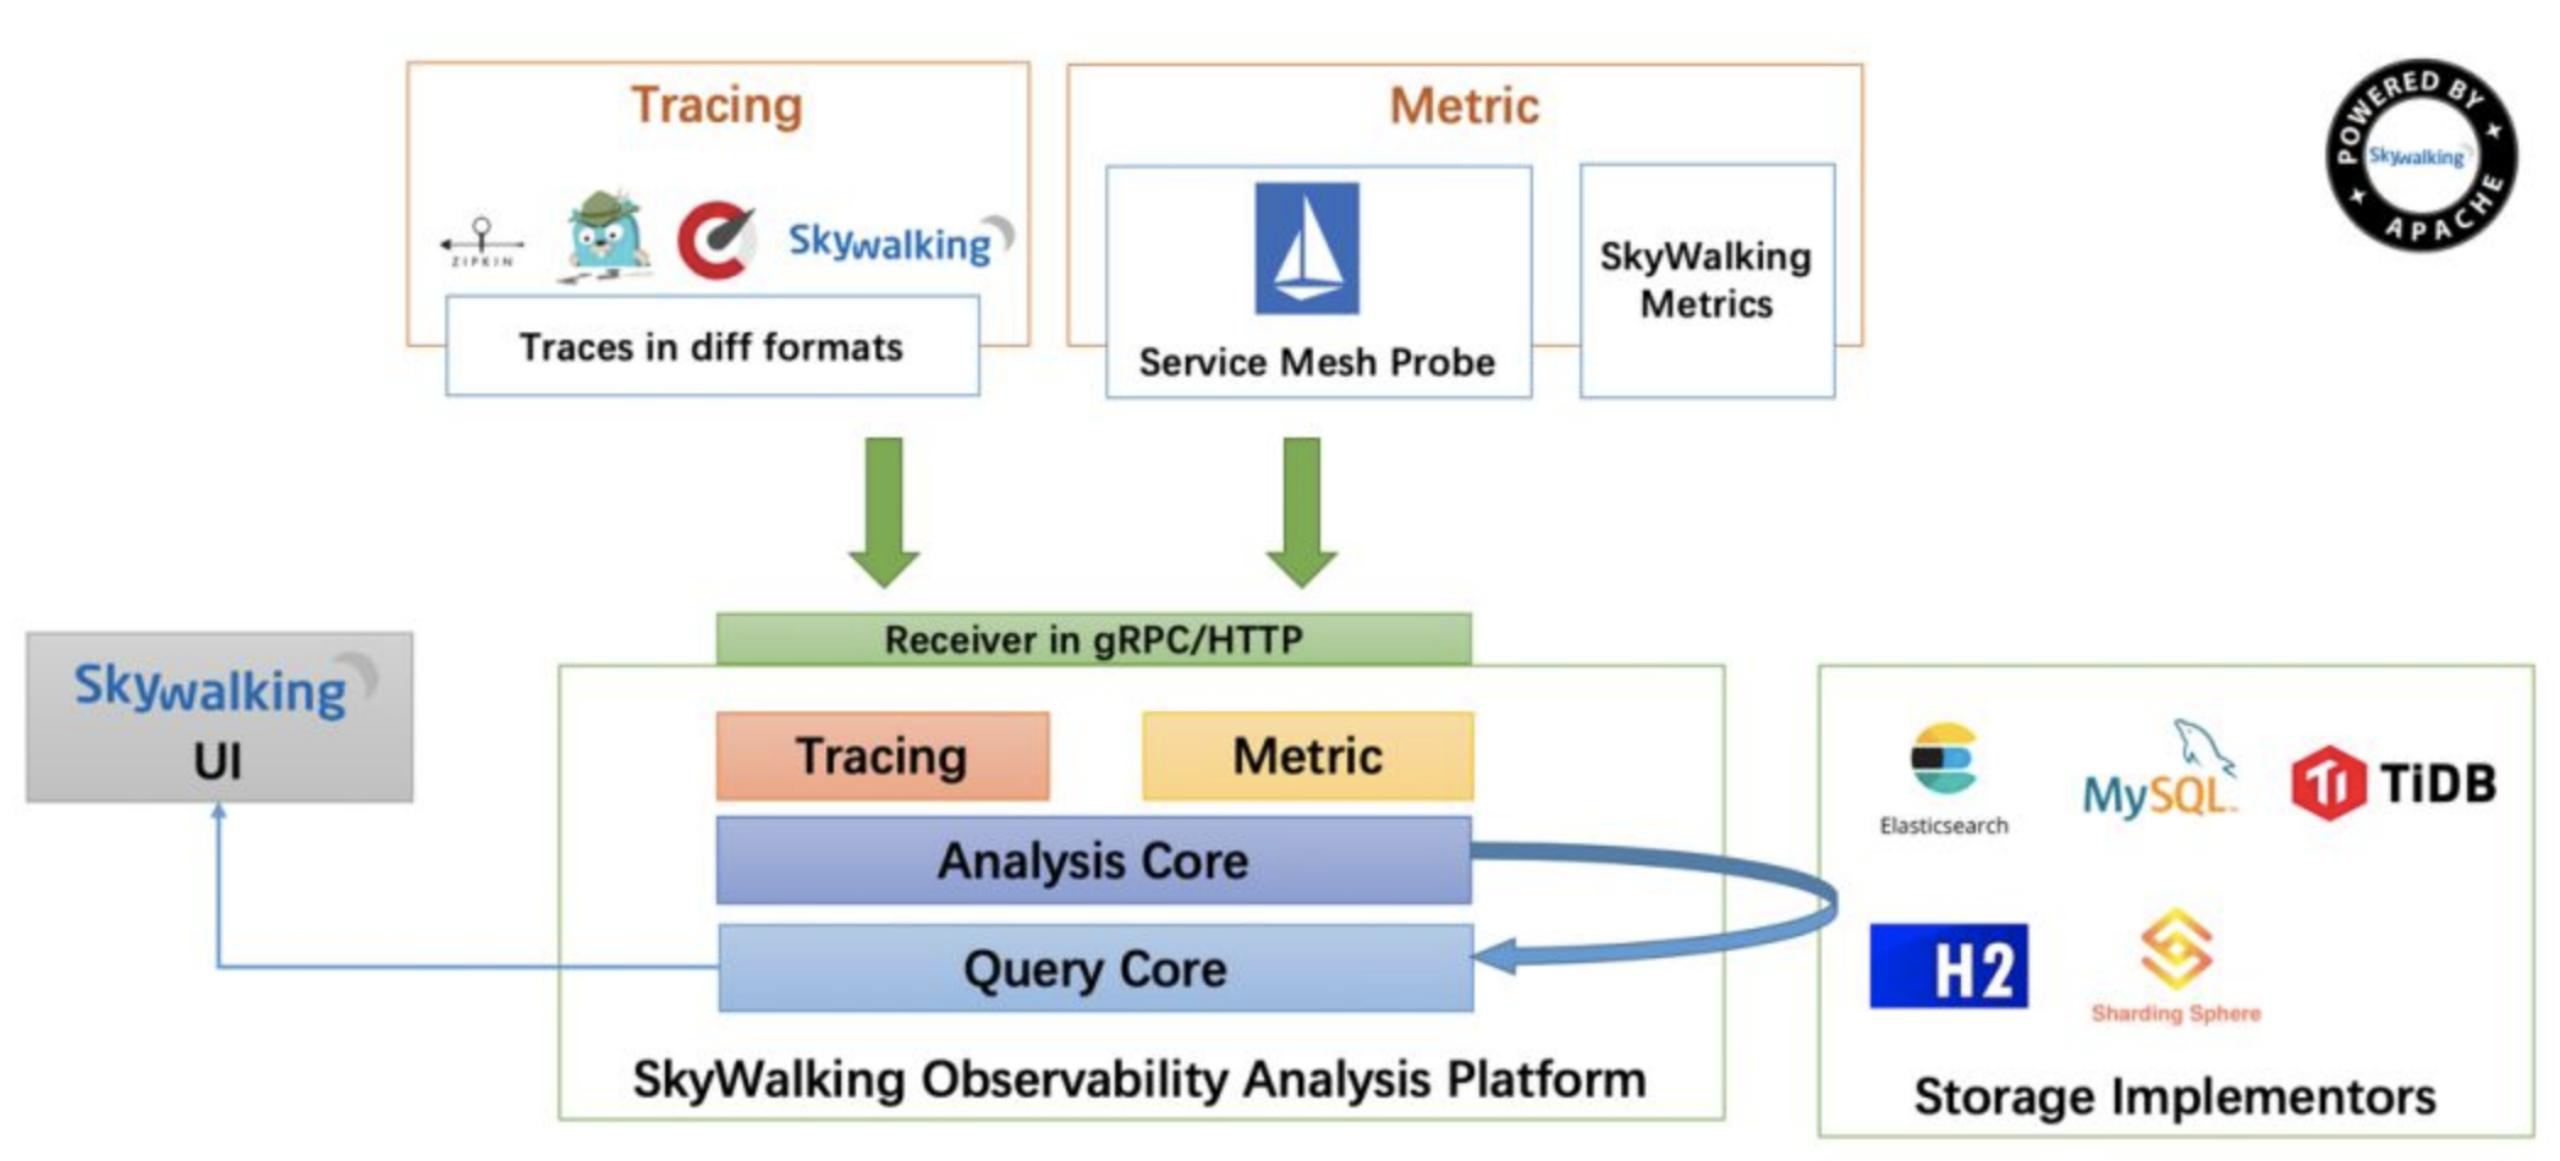 Tracing
Metric
POWERED BY
Skywalking
APACHE
ZIPKIN
Skywalking
SkyWalking
Metrics
Traces in diff formats
Service Mesh Probe
Receiver in gRPC/HTTP
Skywalking
UI
Tracing
Metric
Elasticsearch
MySQL
TiDB
Analysis Core
Query Core
H2
Sharding Sphere
SkyWalking Observability Analysis Platform
Storage Implementors